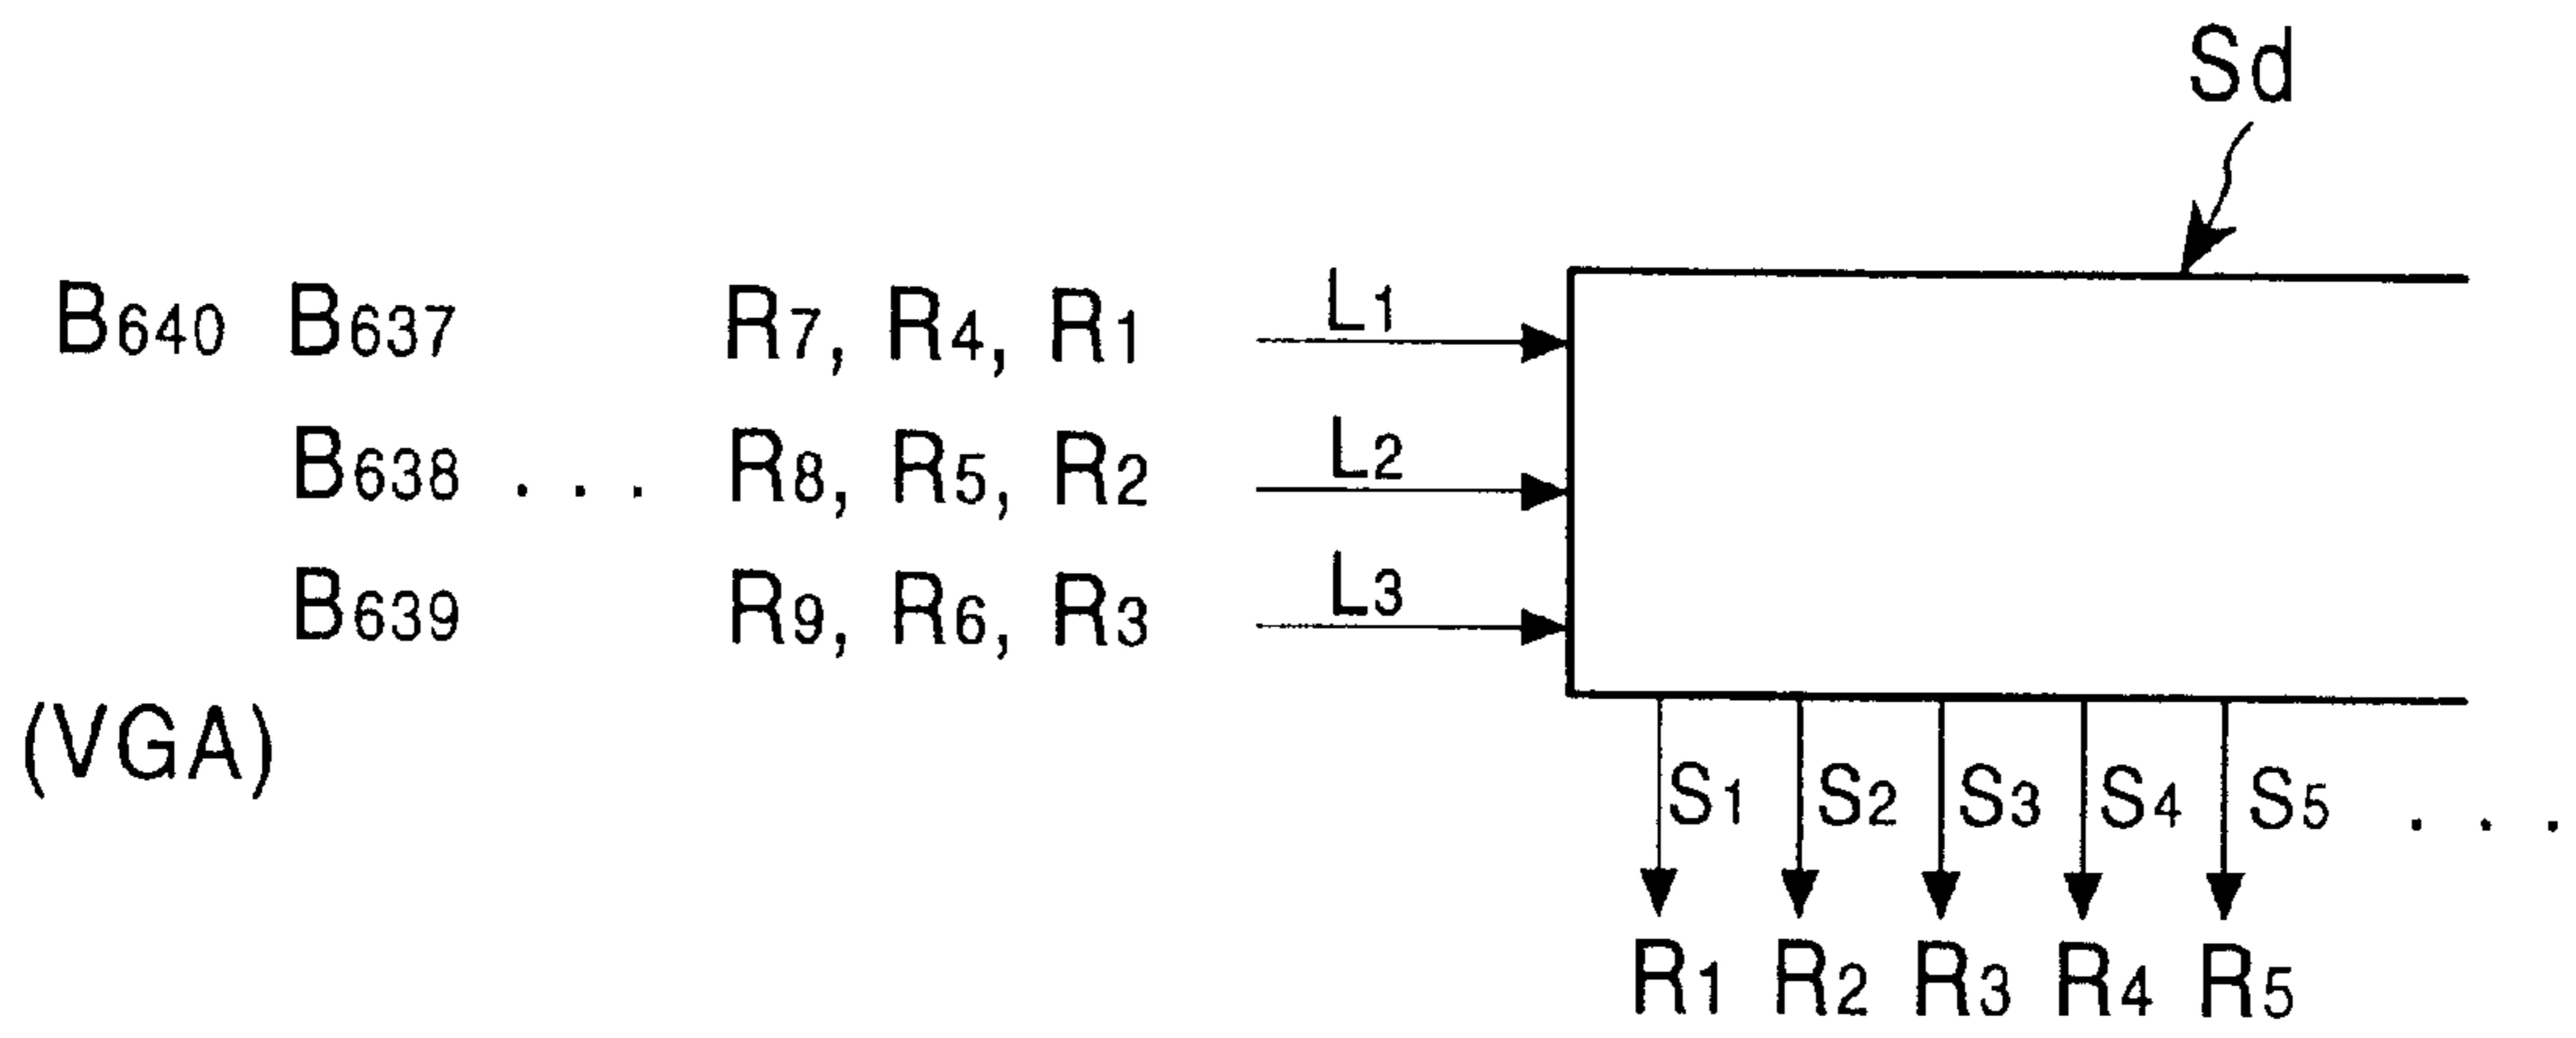 Sd
B640 B637 R7, R4, R1 L1
B638 . . . R8, R5, R2 L2
B639 R9, R6, R3 L3
(VGA)
S1 S2 S3 S4 S5 . . .
R1 R2 R3 R4 R5